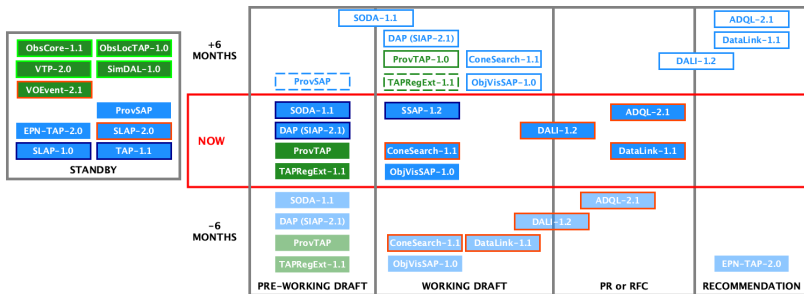 ObsCore-1.1 ObsLocTAP-1.0
VTP-2.0 SimDAL-1.0
VOEvent-2.1
ProvSAP
EPN-TAP-2.0 SLAP-2.0
SLAP-1.0 TAP-1.1
STANDBY
+6
MONTHS
SODA-1.1
ADQL-2.1
DAP (SIAP-2.1)
DataLink-1.1
ProvTAP-1.0 ConeSearch-1.1
DALI-1.2
ProvSAP
TAPRegExt-1.1 ObjVisSAP-1.0
NOW
SODA-1.1 SSAP-1.2 ADQL-2.1
DAP (SIAP-2.1) DALI-1.2
ProvTAP ConeSearch-1.1 DataLink-1.1
TAPRegExt-1.1 ObjVisSAP-1.0
-6
MONTHS
SODA-1.1 ADQL-2.1
DAP (SIAP-2.1) DALI-1.2
ProvTAP ConeSearch-1.1 DataLink-1.1
TAPRegExt-1.1 ObjVisSAP-1.0 EPN-TAP-2.0
PRE-WORKING DRAFT WORKING DRAFT PR or RFC RECOMMENDATION